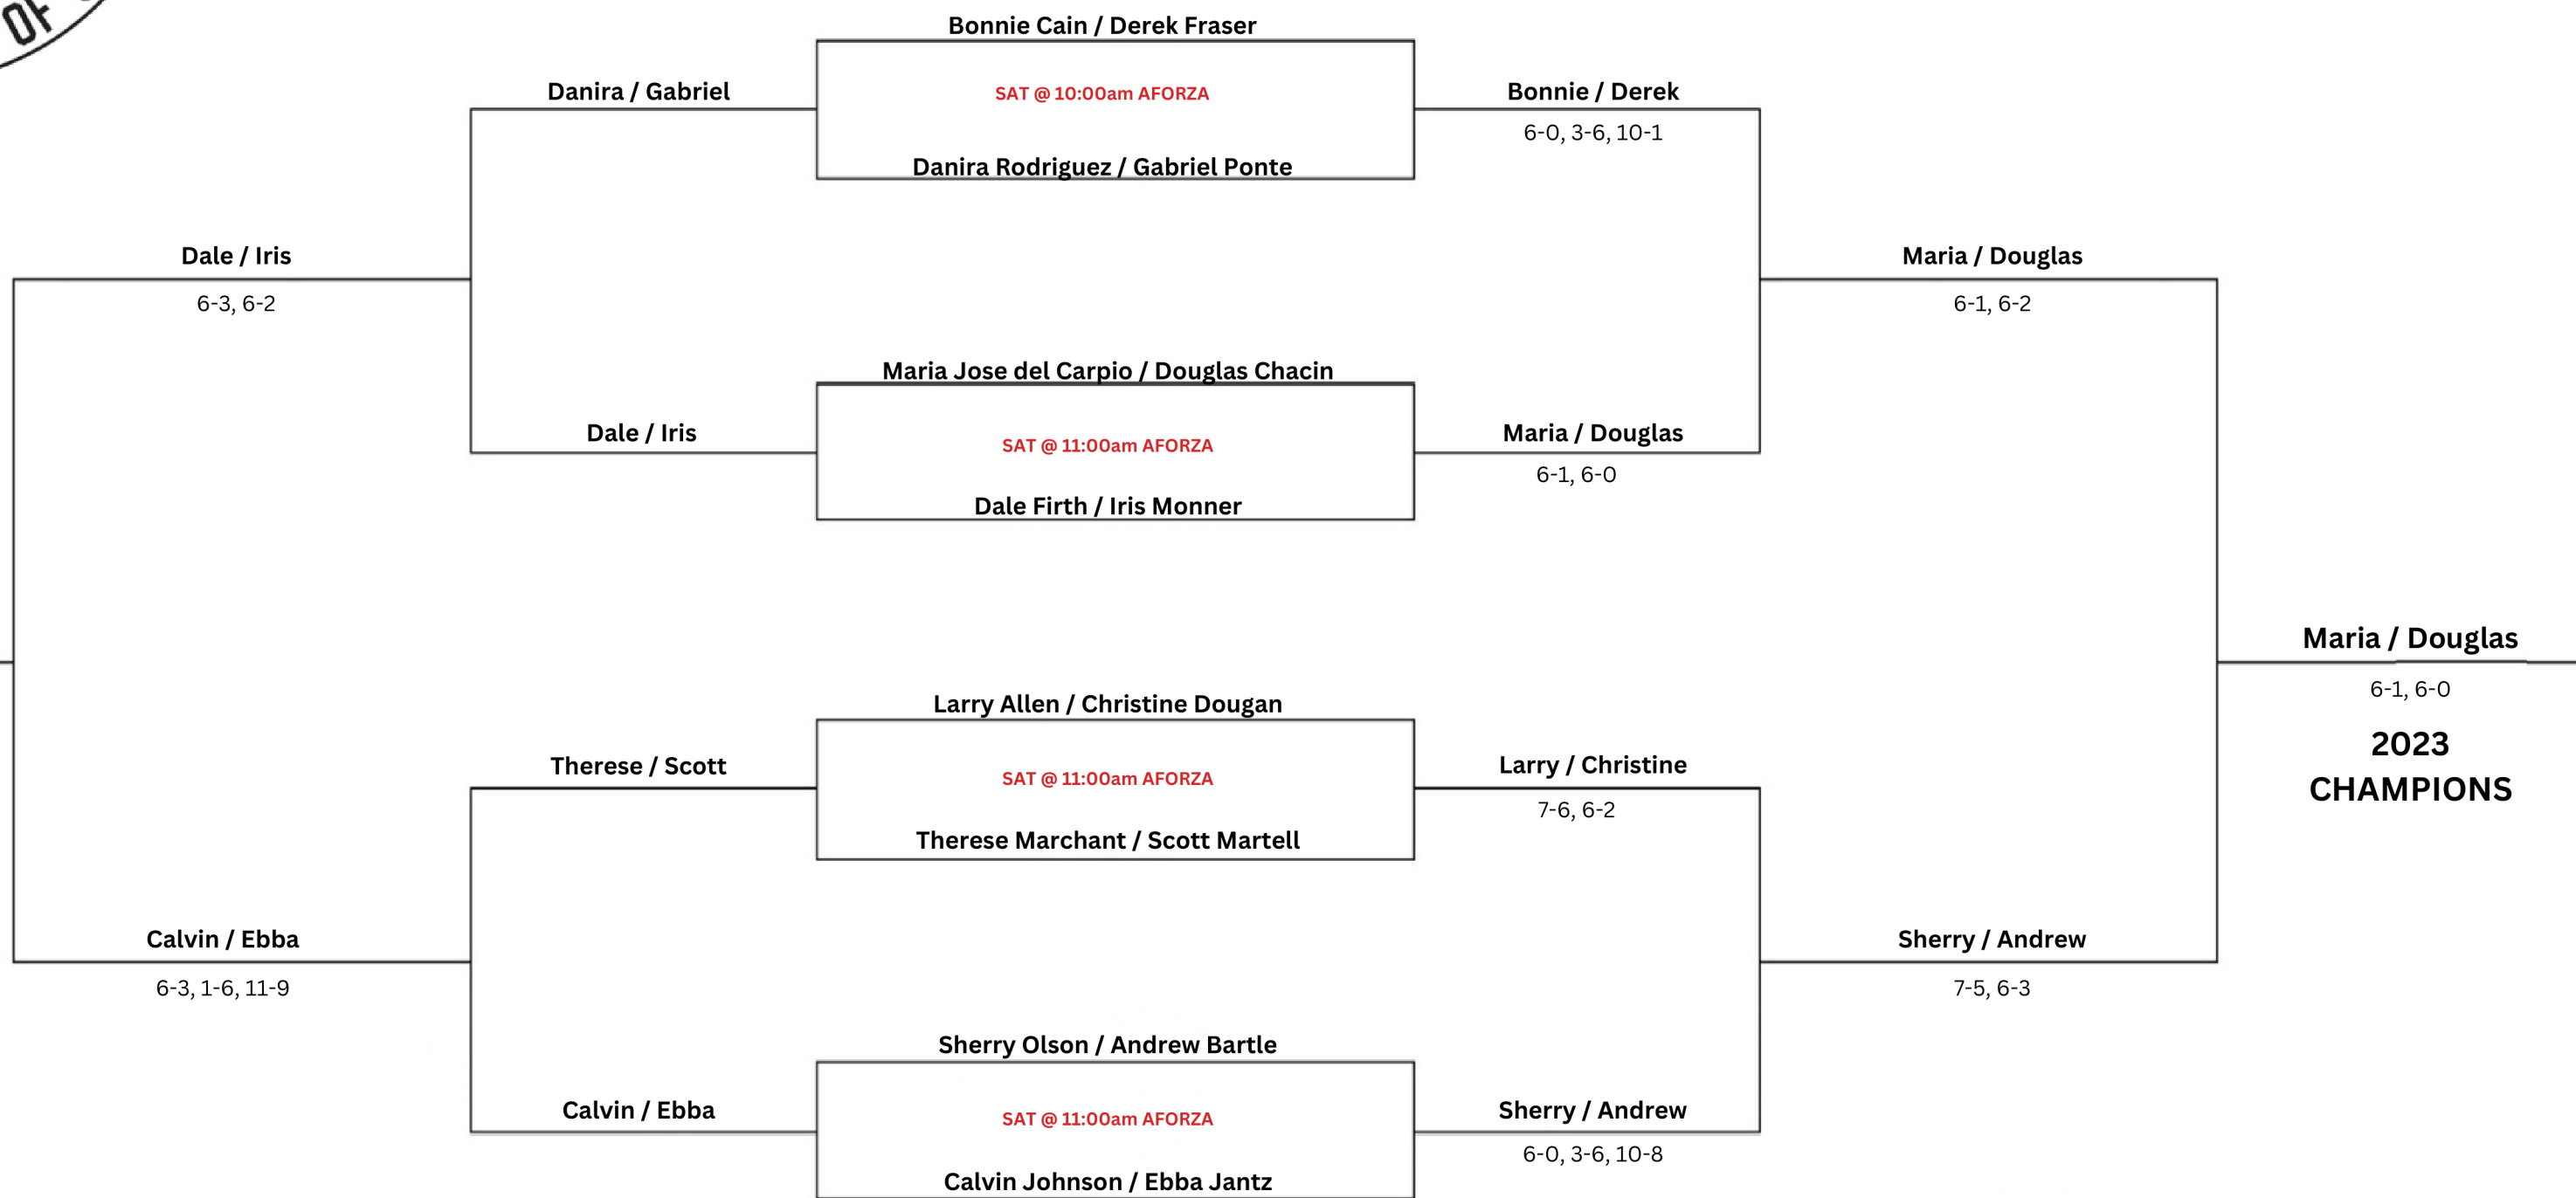 OF
Bonnie Cain / Derek Fraser
Danira / Gabriel
SAT @ 10:00am AFORZA
Bonnie / Derek
6-0, 3-6, 10-1
Danira Rodriguez / Gabriel Ponte
Dale / Iris
6-3, 6-2
Maria / Douglas
6-1, 6-2
Maria Jose del Carpio / Douglas Chacin
Dale / Iris
SAT @ 11:00am AFORZA
Maria / Douglas
6-1, 6-0
Dale Firth / Iris Monner
Maria / Douglas
6-1, 6-0
2023
CHAMPIONS
Larry Allen / Christine Dougan
Therese / Scott
SAT @ 11:00am AFORZA
Larry / Christine
7-6, 6-2
Therese Marchant / Scott Martell
Calvin / Ebba
6-3, 1-6, 11-9
Sherry / Andrew
7-5, 6-3
Sherry Olson / Andrew Bartle
Calvin / Ebba
SAT @ 11:00am AFORZA
Sherry / Andrew
6-0, 3-6, 10-8
Calvin Johnson / Ebba Jantz